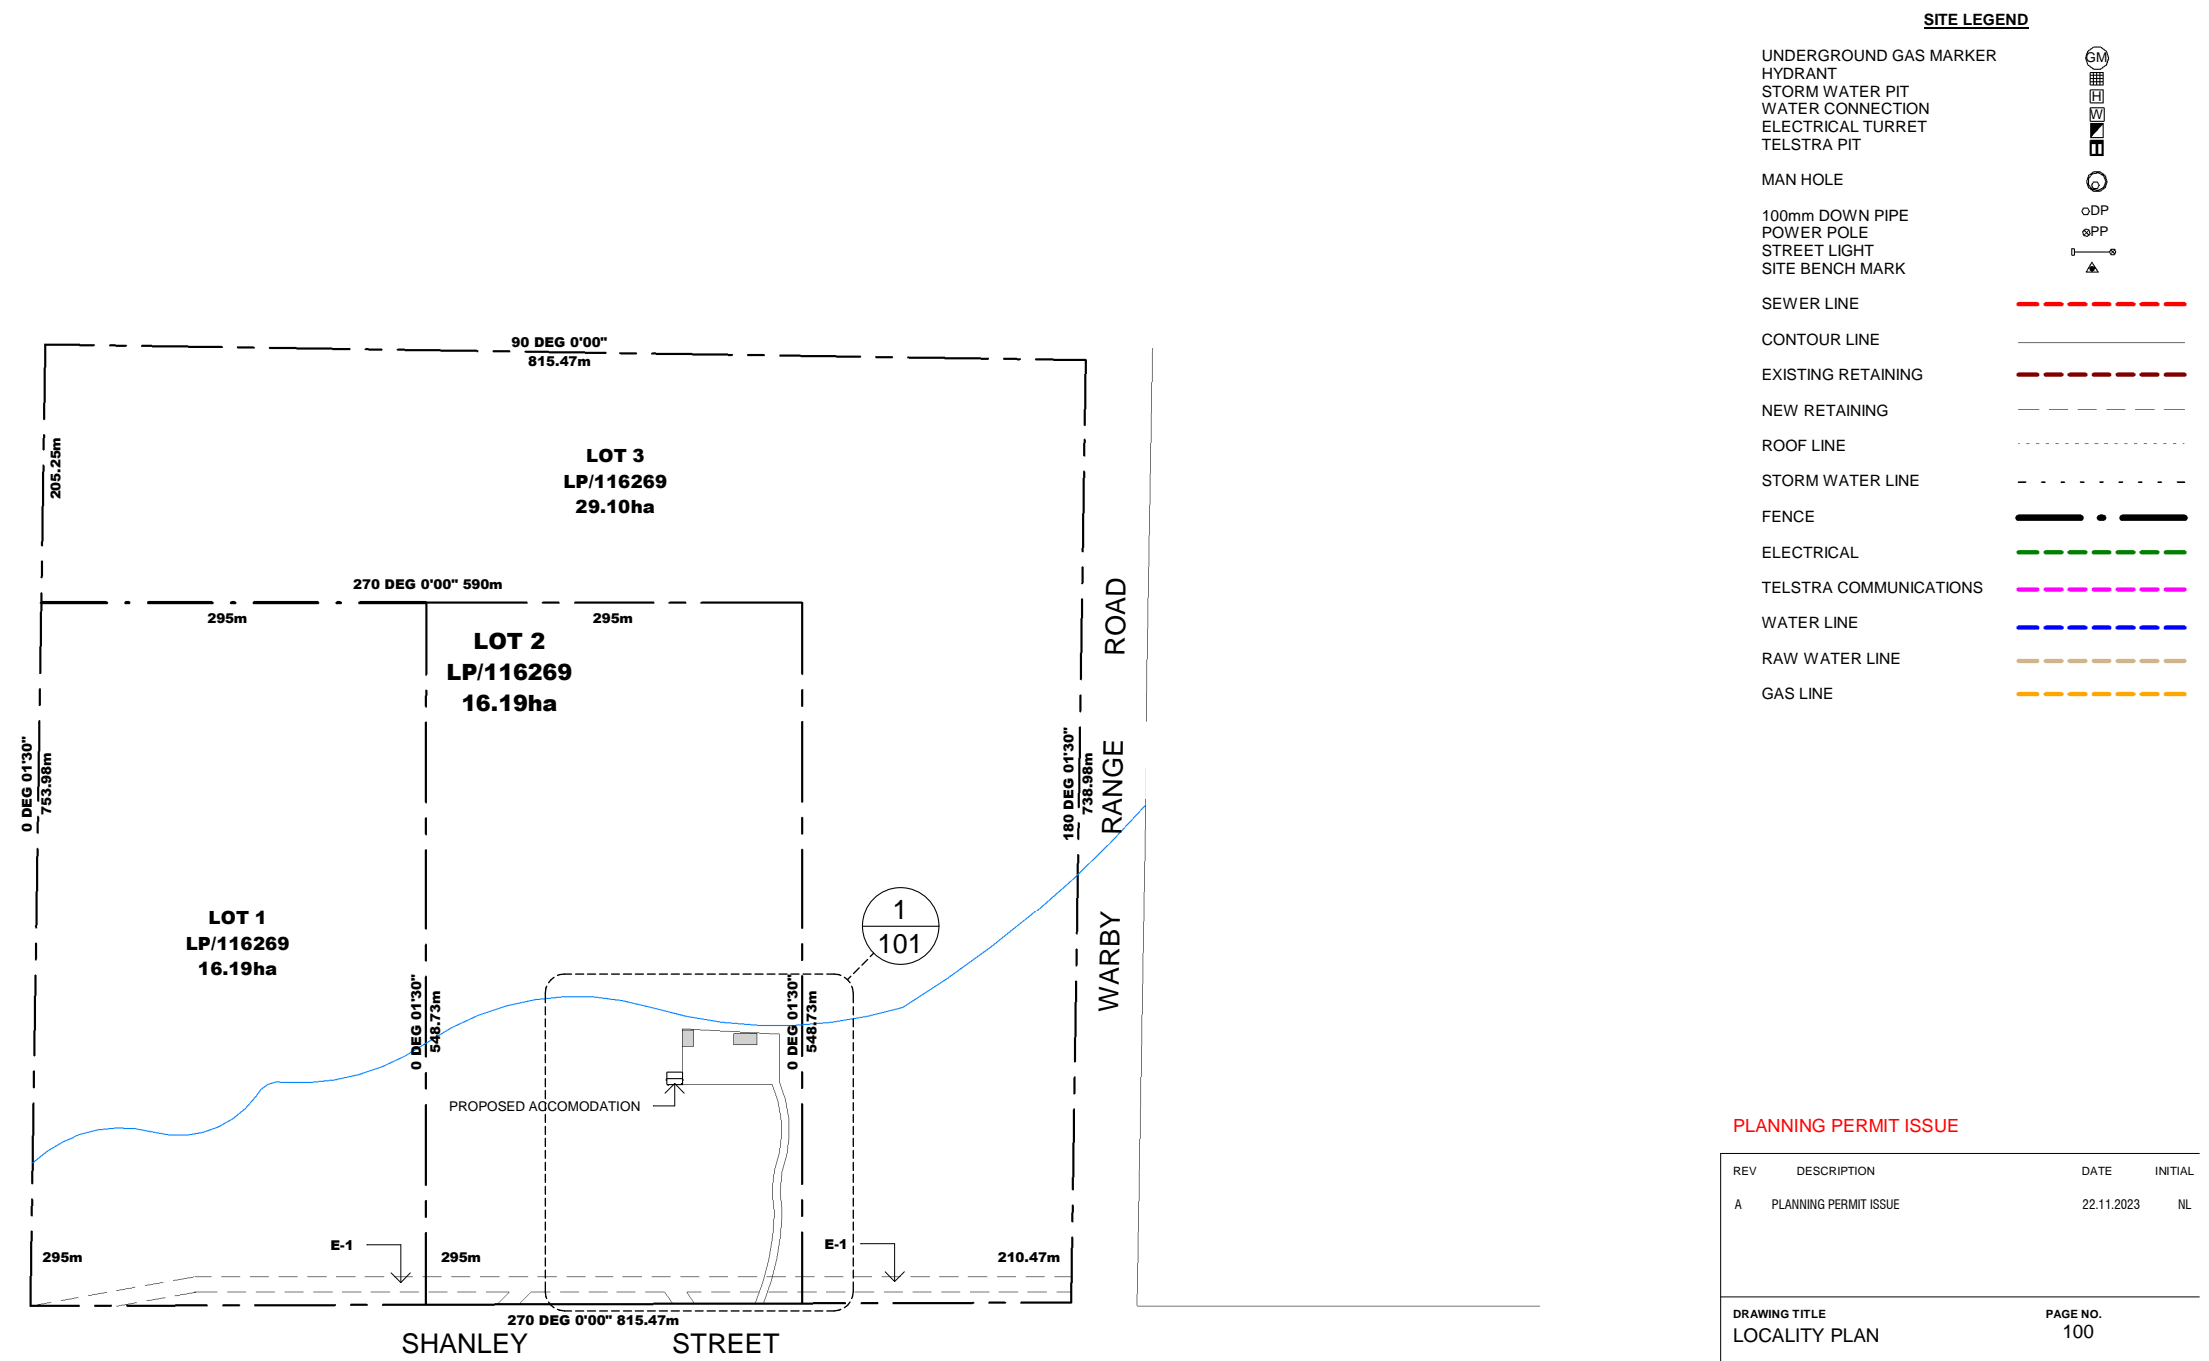 SITE LEGEND
UNDERGROUND GAS MARKER
GM
HYDRANT
STORM WATER PIT
H
WATER CONNECTION
W
ELECTRICAL TURRET
TELSTRA PIT
MAN HOLE
100mm DOWN PIPE
DP
POWER POLE
PP
STREET LIGHT
SITE BENCH MARK
SEWER LINE
CONTOUR LINE
EXISTING RETAINING
NEW RETAINING
ROOF LINE
STORM WATER LINE
FENCE
ELECTRICAL
TELSTRA COMMUNICATIONS
WATER LINE
RAW WATER LINE
GAS LINE
90 DEG 0'00"
815.47m
205.25m
LOT 3
LP/116269
29.10ha
270 DEG 0'00" 590m
295m
295m
LOT 2
LP/116269
16.19ha
0 DEG 01'30"
753.98m
180 DEG 01'30"
738.98m
WARBY RANGE ROAD
LOT 1
LP/116269
16.19ha
1
101
0 DEG 01'30"
548.73m
0 DEG 01'30"
548.73m
PROPOSED ACCOMODATION
E-1
E-1
295m
295m
210.47m
270 DEG 0'00" 815.47m
SHANLEY STREET
PLANNING PERMIT ISSUE
REV DESCRIPTION DATE INITIAL
A PLANNING PERMIT ISSUE 22.11.2023 NL
DRAWING TITLE
LOCALITY PLAN
PAGE NO.
100